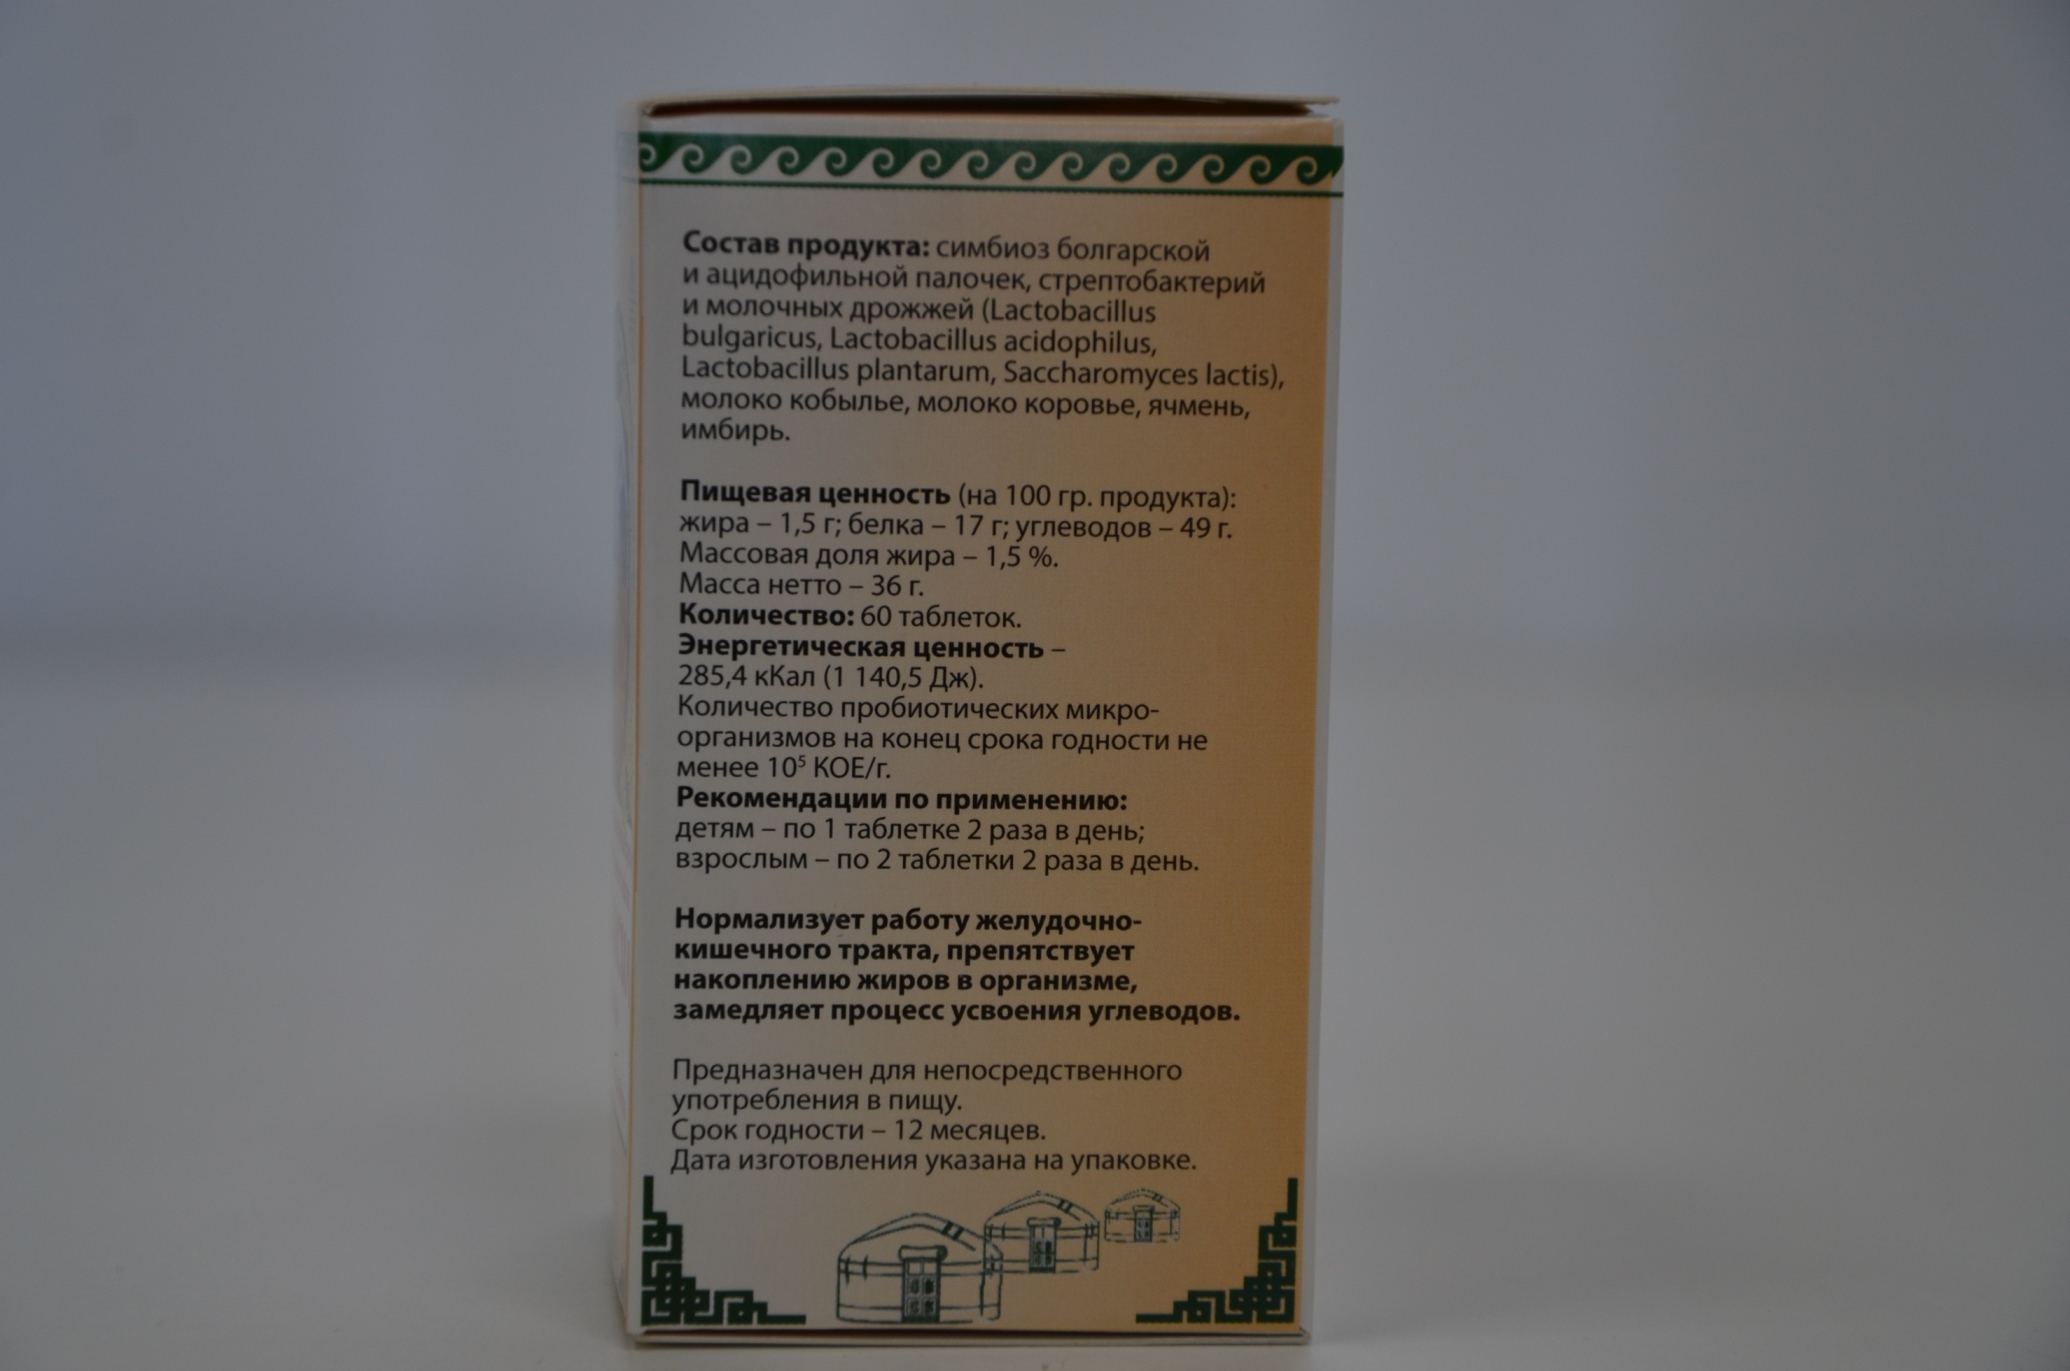 Состав продукта: симбиоз болгарской
и ацидофильной палочек, стрептобактерий
и молочных дрожжей (Lactobacillus
bulgaricus, Lactobacillus acidophilus,
Lactobacillus plantarum, Saccharomyces lactis),
молоко кобылье, молоко коровье, ячмень,
имбирь.
Пищевая ценность (на 100 гр. продукта):
жира – 1,5 г; белка – 17 г; углеводов – 49 г.
Массовая доля жира – 1,5 %.
Масса нетто – 36 г.
Количество: 60 таблеток.
Энергетическая ценность –
285,4 кКал (1 140,5 Дж).
Количество пробиотических микро-
организмов на конец срока годности не
менее 10⁵ КОЕ/г.
Рекомендации по применению:
детям – по 1 таблетке 2 раза в день;
взрослым – по 2 таблетки 2 раза в день.
Нормализует работу желудочно-
кишечного тракта, препятствует
накоплению жиров в организме,
замедляет процесс усвоения углеводов.
Предназначен для непосредственного
употребления в пищу.
Срок годности – 12 месяцев.
Дата изготовления указана на упаковке.